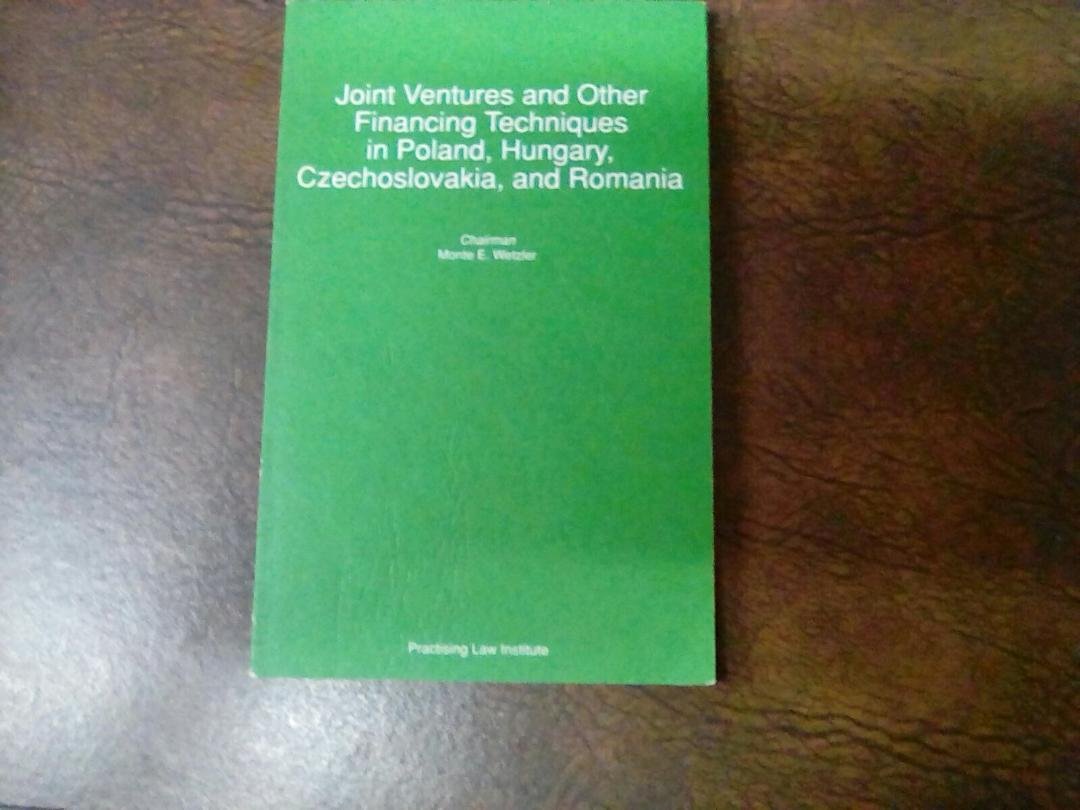 Joint Ventures and Other
Financing Techniques
in Poland, Hungary,
Czechoslovakia, and Romania
Chairman
Monte E. Wetzler
Practising Law Institute